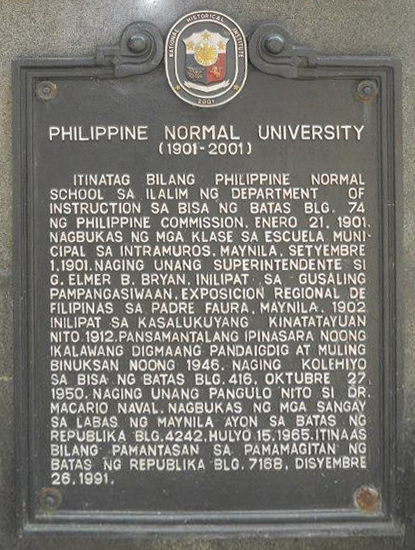 NATIONAL HISTORICAL INSTITUTE
2001
PHILIPPINE NORMAL UNIVERSITY
(1901-2001)
ITINATAG BILANG PHILIPPINE NORMAL
SCHOOL SA ILALIM NG DEPARTMENT OF
INSTRUCTION SA BISA NG BATAS BLG. 74
NG PHILIPPINE COMMISSION, ENERO 21, 1901.
NAGBUKAS NG MGA KLASE SA ESCUELA MUNI-
CIPAL SA INTRAMUROS, MAYNILA, SETYEMBRE
1,1901. NAGING UNANG SUPERINTENDENTE SI
G. ELMER B. BRYAN. INILIPAT SA GUSALING
PAMPANGASIWAAN, EXPOSICION REGIONAL DE
FILIPINAS SA PADRE FAURA, MAYNILA, 1902
INILIPAT SA KASALUKUYANG KINATATAYUAN
NITO 1912. PANSAMANTALANG IPINASARA NOONG
IKALAWANG DIGMAANG PANDAIGDIG AT MULING
BINUKSAN NOONG 1946. NAGING KOLEHIYO
SA BISA NG BATAS BLG. 416, OKTUBRE 27
1950. NAGING UNANG PANGULO NITO SI DR.
MACARIO NAVAL. NAGBUKAS NG MGA SANGAY
SA LABAS NG MAYNILA AYON SA BATAS NG
REPUBLIKA BLG. 4242, HULYO 15, 1965. ITINAAS
BILANG PAMANTASAN SA PAMAMAGITAN NG
BATAS NG REPUBLIKA BLG. 7168, DISYEMBRE
26, 1991.